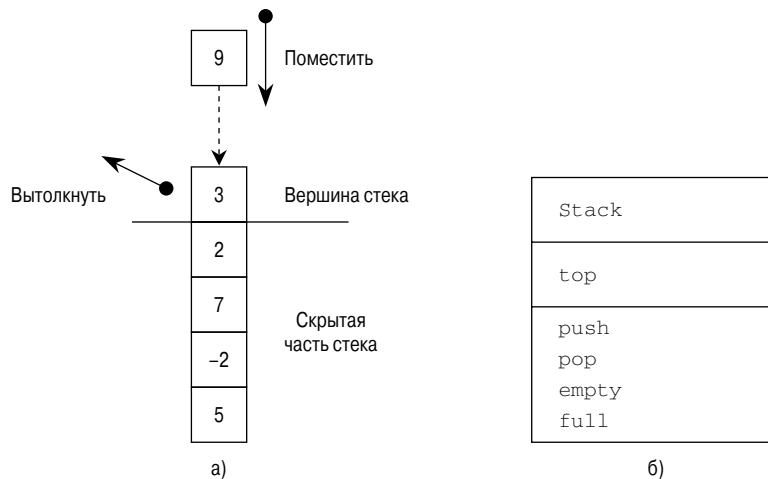 9
Поместить
Вытолкнуть
3
Вершина стека
2
7
Скрытая
часть стека
–2
5
а)
Stack
top
push
pop
empty
full
б)